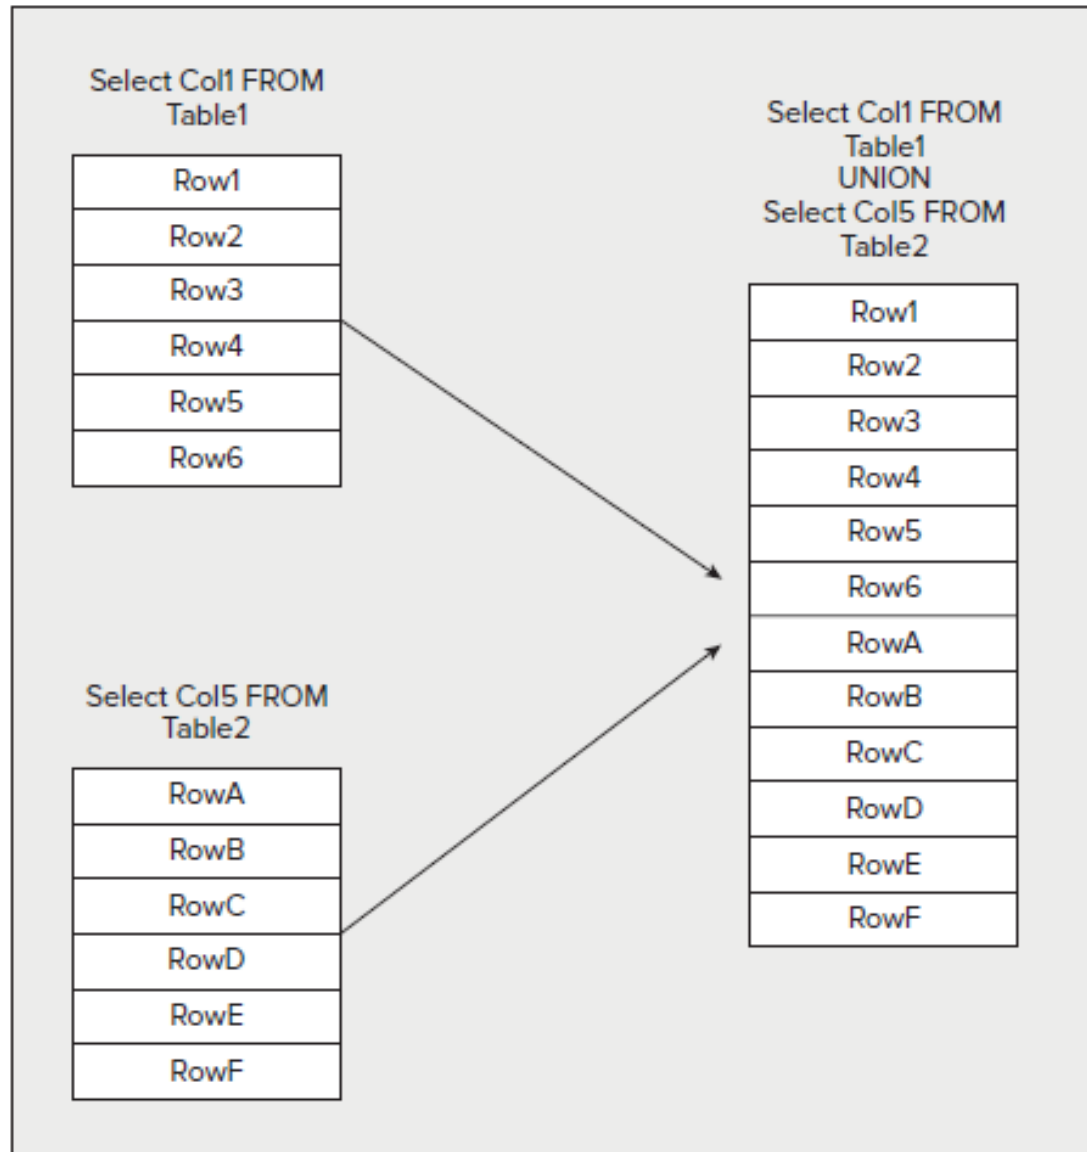 Select Col1 FROM
Table1
Row1
Row2
Row3
Row4
Row5
Row6
Select Col5 FROM
Table2
RowA
RowB
RowC
RowD
RowE
RowF
Select Col1 FROM
Table1
UNION
Select Col5 FROM
Table2
Row1
Row2
Row3
Row4
Row5
Row6
RowA
RowB
RowC
RowD
RowE
RowF